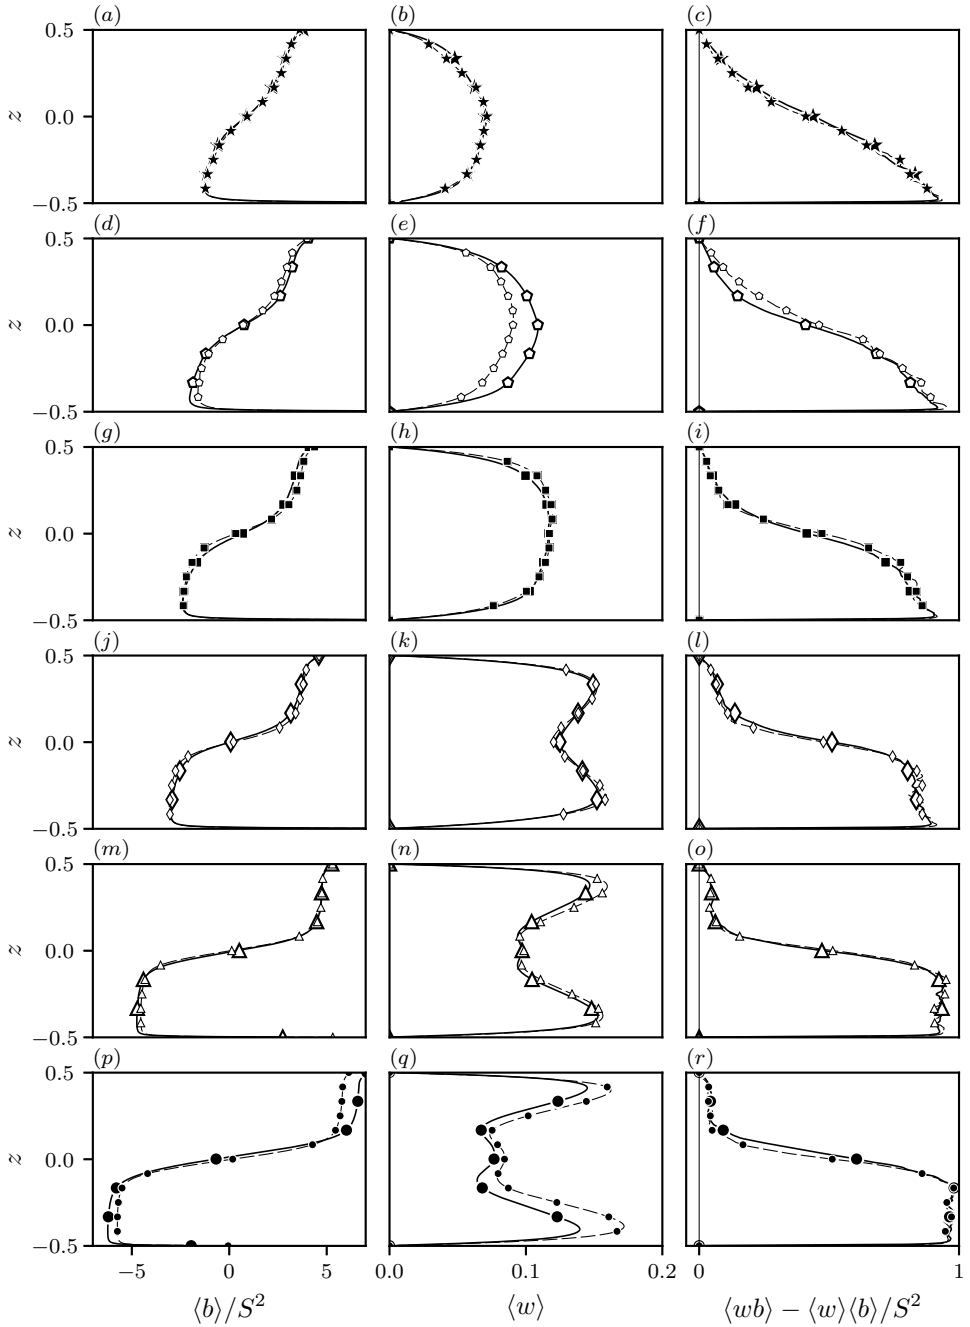 (a) (b) (c)
0.5
z 0.0
−0.5
(d) (e) (f)
0.5
z 0.0
−0.5
(g) (h) (i)
0.5
z 0.0
−0.5
(j) (k) (l)
0.5
z 0.0
−0.5
(m) (n) (o)
0.5
z 0.0
−0.5
(p) (q) (r)
0.5
z 0.0
−0.5
−5 0 5 0.0 0.1 0.2 0 1
⟨b⟩/S² ⟨w⟩ ⟨wb⟩ − ⟨w⟩⟨b⟩/S²